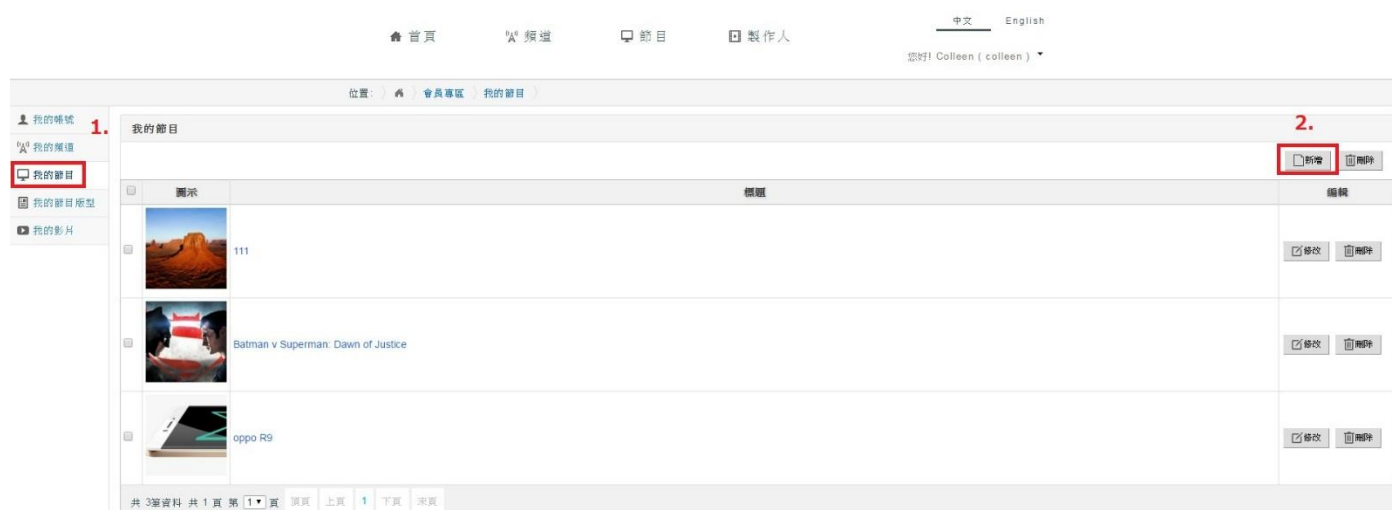 中文 English
首頁 頻道 節目 製作人
您好! Colleen ( colleen )
位置: 會員專區 我的節目
我的帳號
1.
我的節目
2.
我的頻道
新增 刪除
我的節目
圖示 標題 編輯
我的節目版型
我的影片
111 修改 刪除
Batman v Superman: Dawn of Justice 修改 刪除
oppo R9 修改 刪除
共 3筆資料 共 1 頁 第 1 頁 頂頁 上頁 1 下頁 末頁